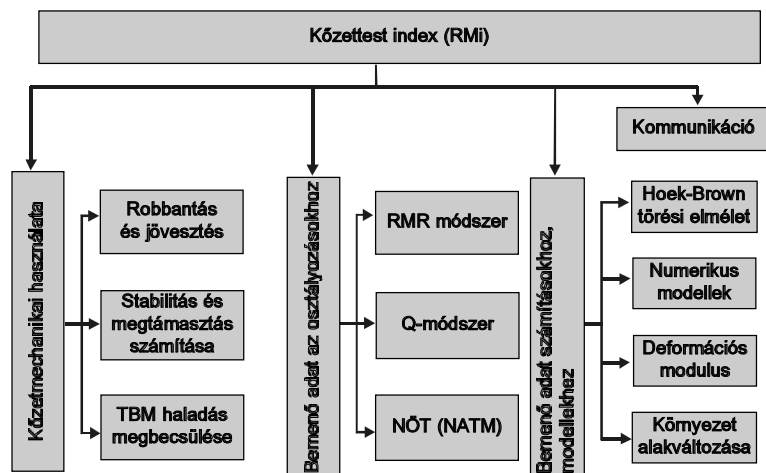 Kőzettest index (RMi)
Kommunikáció
Kőzetmechanikai használata
Robbantás
és jövesztés
Stabilitás és
megtámasztás
számítása
TBM haladás
megbecsülése
Bemenő adat az osztályozásokhoz
RMR módszer
Q-módszer
NÖT (NATM)
Bemenő adat számításokhoz,
modellekhez
Hoek-Brown
törési elmélet
Numerikus
modellek
Deformációs
modulus
Környezet
alakváltozása